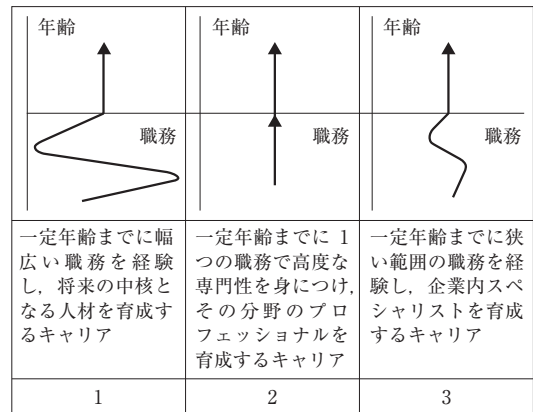 年齢
職務
年齢
職務
年齢
職務
一定年齢までに幅
広い職務を経験
し，将来の中核と
なる人材を育成す
るキャリア
一定年齢までに 1
つの職務で高度な
専門性を身につけ，
その分野のプロ
フェッショナルを
育成するキャリア
一定年齢までに狭
い範囲の職務を経
験し，企業内スペ
シャリストを育成
するキャリア
1
2
3